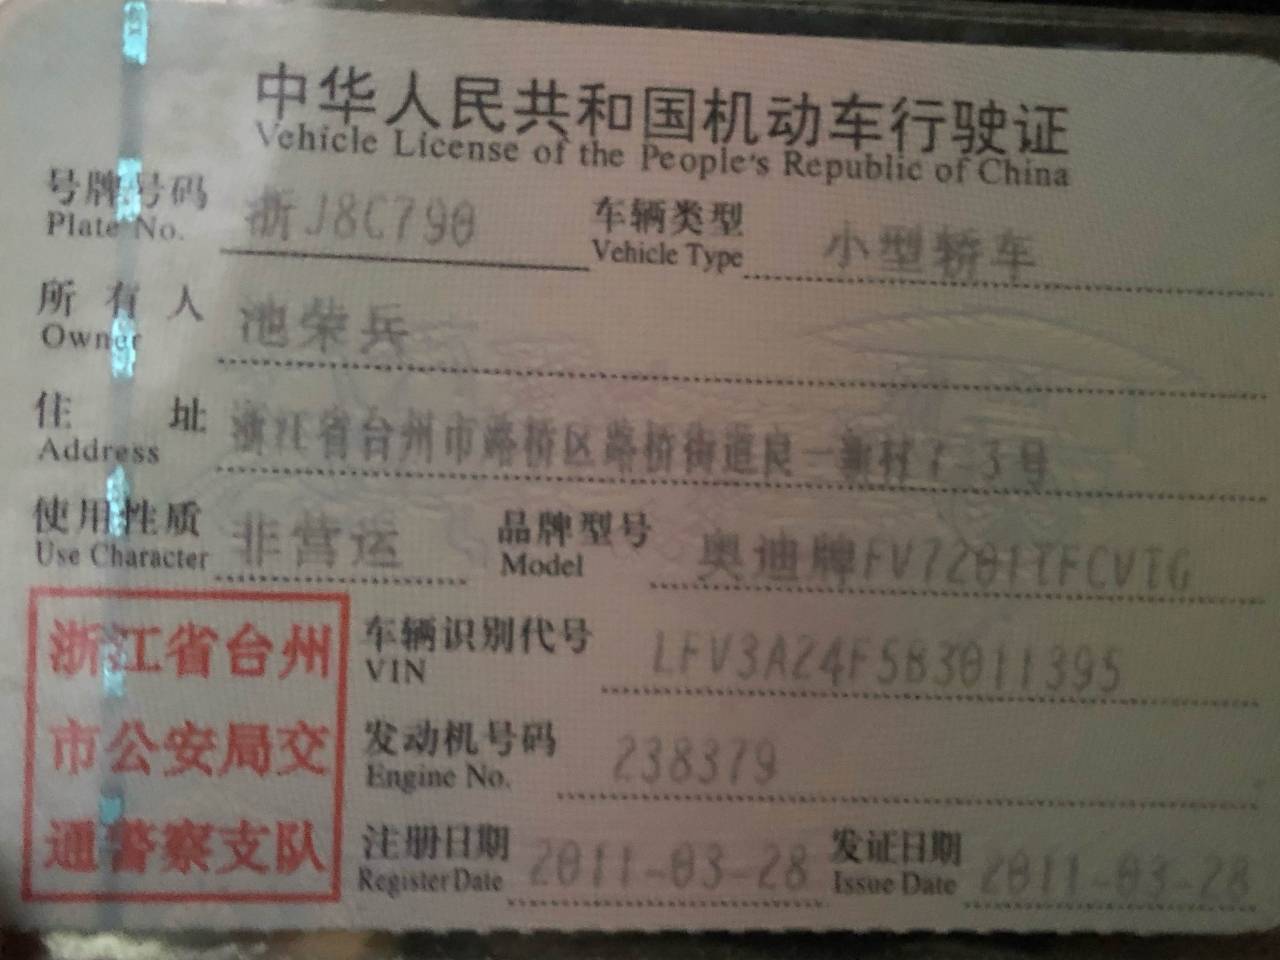 中华人民共和国机动车行驶证
Vehicle License of the People's Republic of China
号牌号码 浙J8C790 车辆类型 小型轿车
Plate No. Vehicle Type
所有人 池荣兵
Owner
住址 浙江省台州市路桥区路桥街道良一新村7-3号
Address
使用性质 非营运 品牌型号 奥迪牌FV7201TFCVTG
Use Character Model
浙江省台州
市公安局交
通警察支队
车辆识别代号 LFV3A24F5B3011395
VIN
发动机号码 238379
Engine No.
注册日期 2011-03-28 发证日期 2011-03-28
Register Date Issue Date